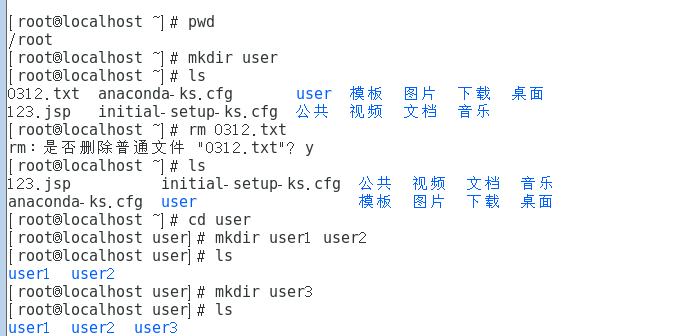 [root@localhost ~]# pwd
/root
[root@localhost ~]# mkdir user
[root@localhost ~]# ls
0312.txt  anaconda-ks.cfg       user  模板  图片  下载  桌面
123.jsp   initial-setup-ks.cfg  公共  视频  文档  音乐
[root@localhost ~]# rm 0312.txt
rm：是否删除普通文件 "0312.txt"？y
[root@localhost ~]# ls
123.jsp          initial-setup-ks.cfg  公共  视频  文档  音乐
anaconda-ks.cfg  user                  模板  图片  下载  桌面
[root@localhost ~]# cd user
[root@localhost user]# mkdir user1 user2
[root@localhost user]# ls
user1  user2
[root@localhost user]# mkdir user3
[root@localhost user]# ls
user1  user2  user3